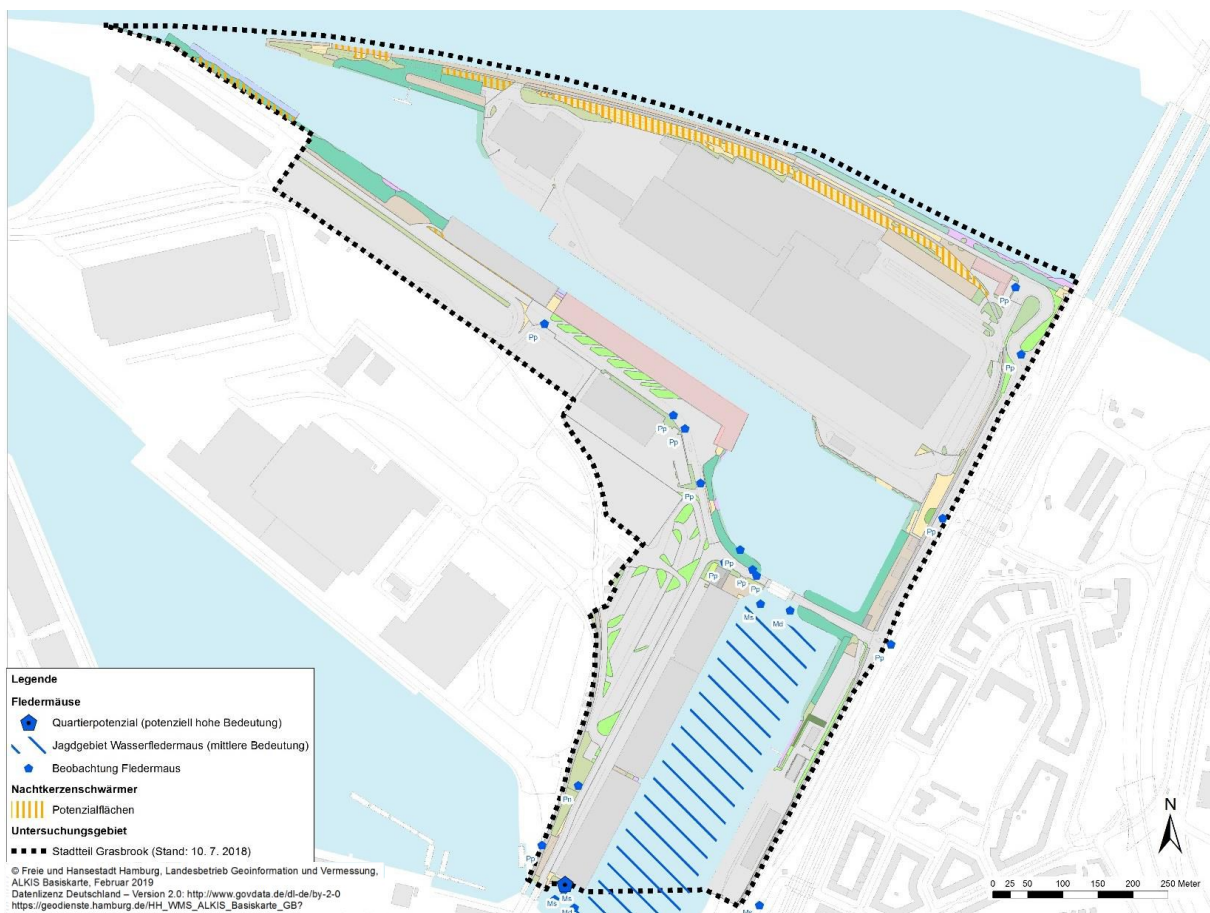 Pp
Pp
Pp
Pp
Pp
Pp
Pp
Pp
Pp
Pp
Pp
Ms
Md
Pp
Legende
Fledermäuse
Quartierpotenzial (potenziell hohe Bedeutung)
Jagdgebiet Wasserfledermaus (mittlere Bedeutung)
Beobachtung Fledermaus
Nachtkerzenschwärmer
Potenzialflächen
Untersuchungsgebiet
Stadtteil Grasbrook (Stand: 10. 7. 2018)
Pn
Pp
Ms
Ms
Md
N
0 25 50 100 150 200 250 Meter
© Freie und Hansestadt Hamburg, Landesbetrieb Geoinformation und Vermessung,
ALKIS Basiskarte, Februar 2019
Datenlizenz Deutschland – Version 2.0: http://www.govdata.de/dl-de/by-2-0
https://geodienste.hamburg.de/HH_WMS_ALKIS_Basiskarte_GB?